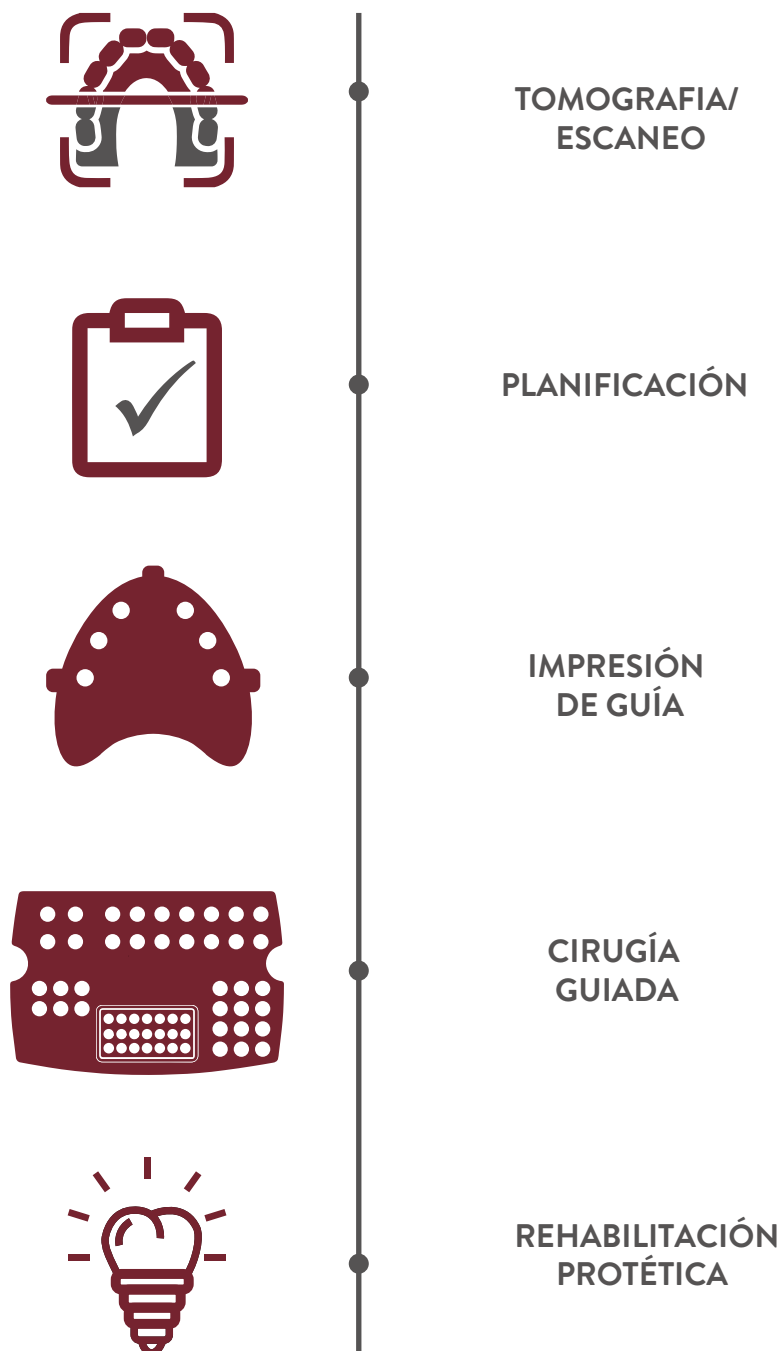 TOMOGRAFIA/
ESCANEO
PLANIFICACIÓN
IMPRESIÓN
DE GUÍA
CIRUGÍA
GUIADA
REHABILITACIÓN
PROTÉTICA